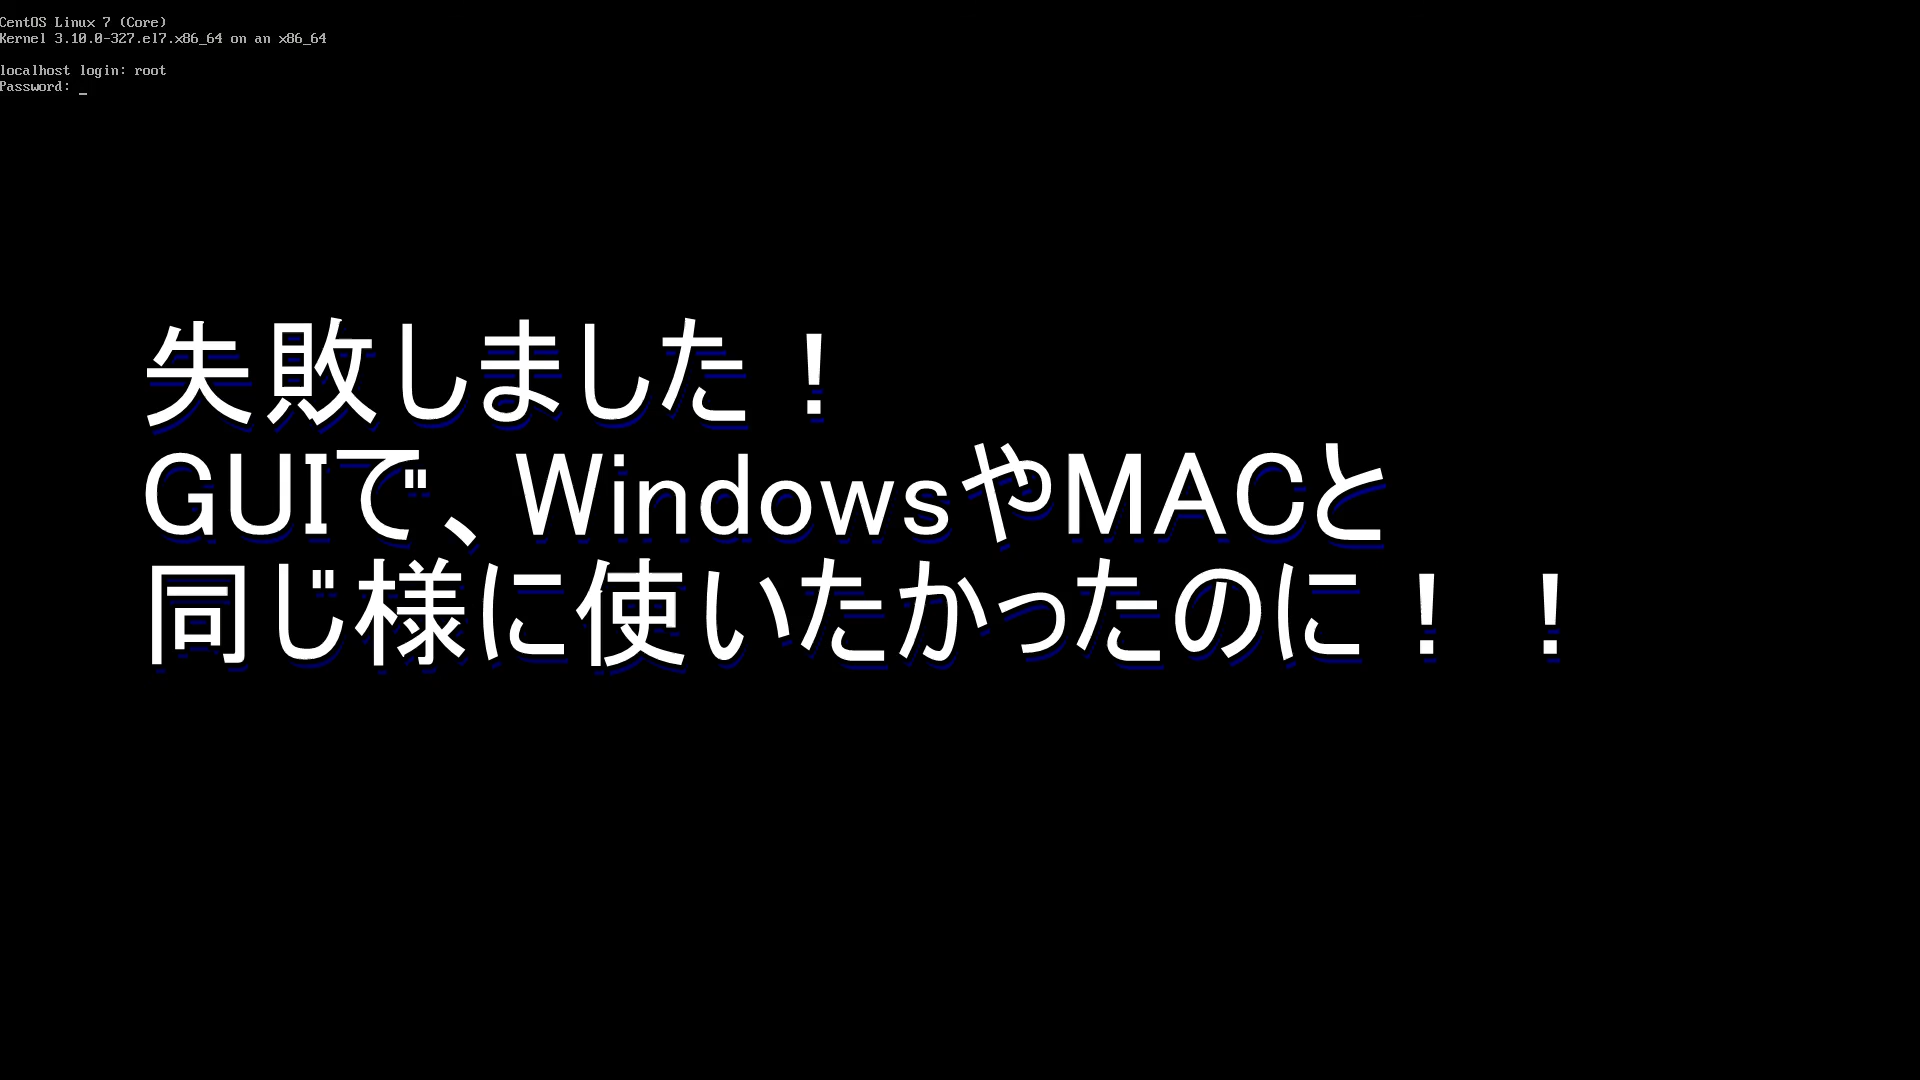 CentOS Linux 7 (Core)
Kernel 3.10.0-327.el7.x86_64 on an x86_64
localhost login: root
Password: _
失敗しました！
GUIで、WindowsやMACと
同じ様に使いたかったのに！！